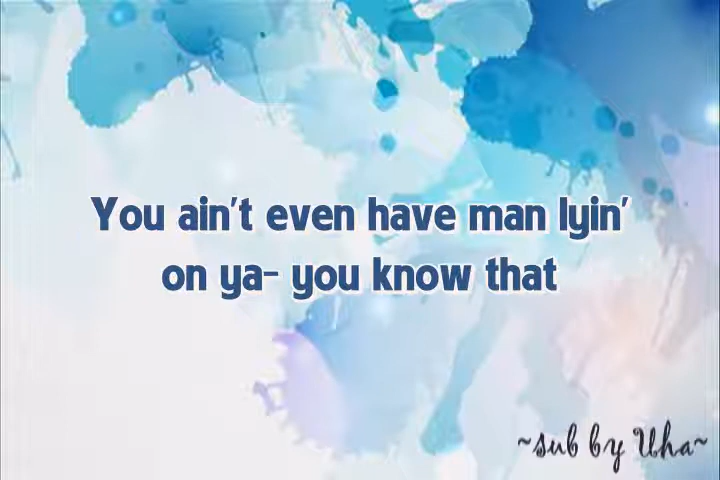 You ain't even have man lyin'
on ya- you know that
~sub by Uha~